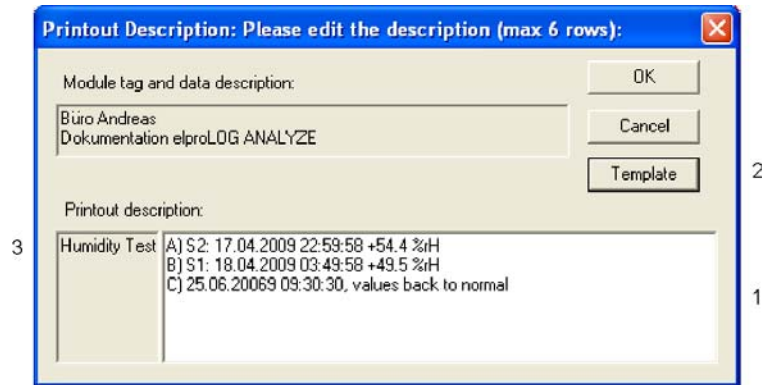 Printout Description: Please edit the description (max 6 rows):
Module tag and data description:
OK
Büro Andreas
Dokumentation elproLOG ANALYZE
Cancel
Template
2
Printout description:
3
Humidity Test
A) S2: 17.04.2009 22:59:58 +54.4 %rH
B) S1: 18.04.2009 03:49:58 +49.5 %rH
C) 25.06.20069 09:30:30, values back to normal
1